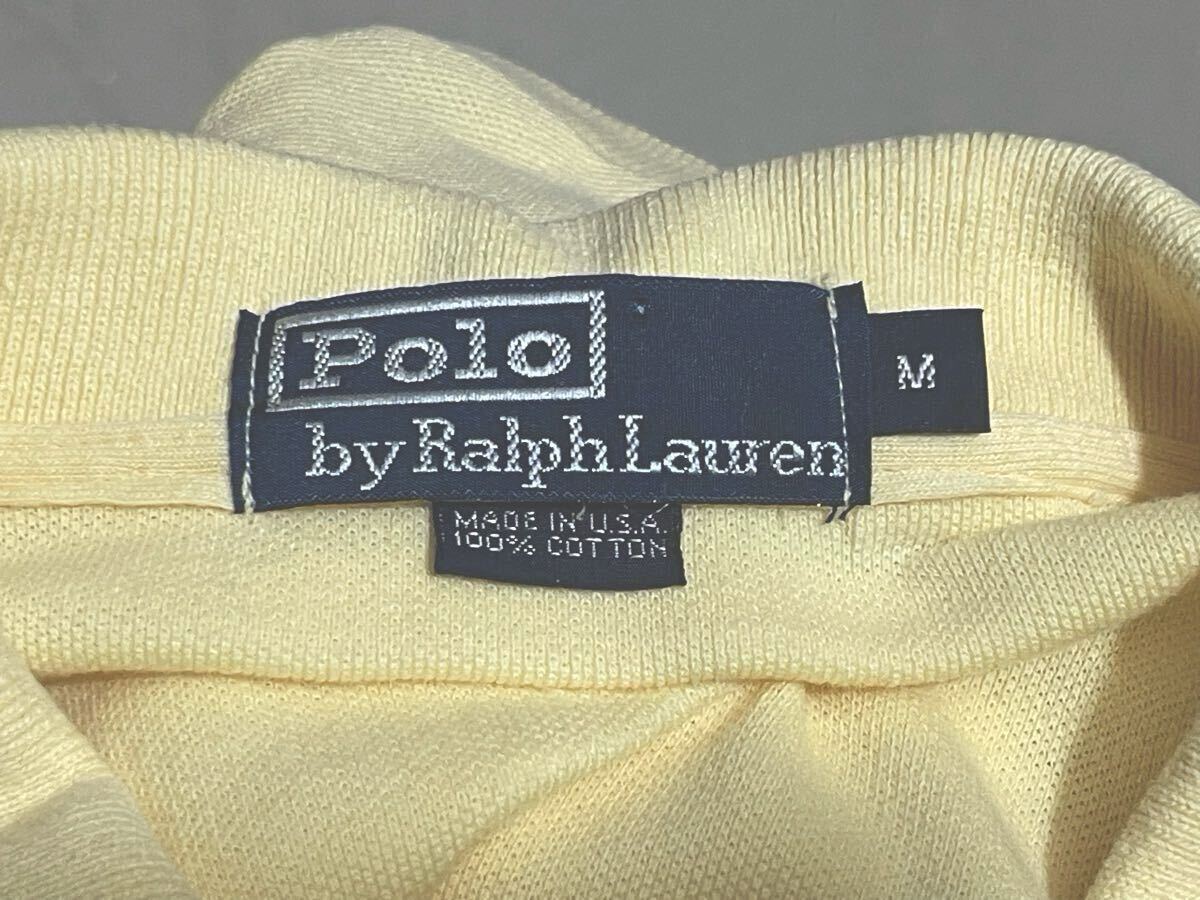 Polo
by Ralph Lauren
M
MADE IN U.S.A.
100% COTTON